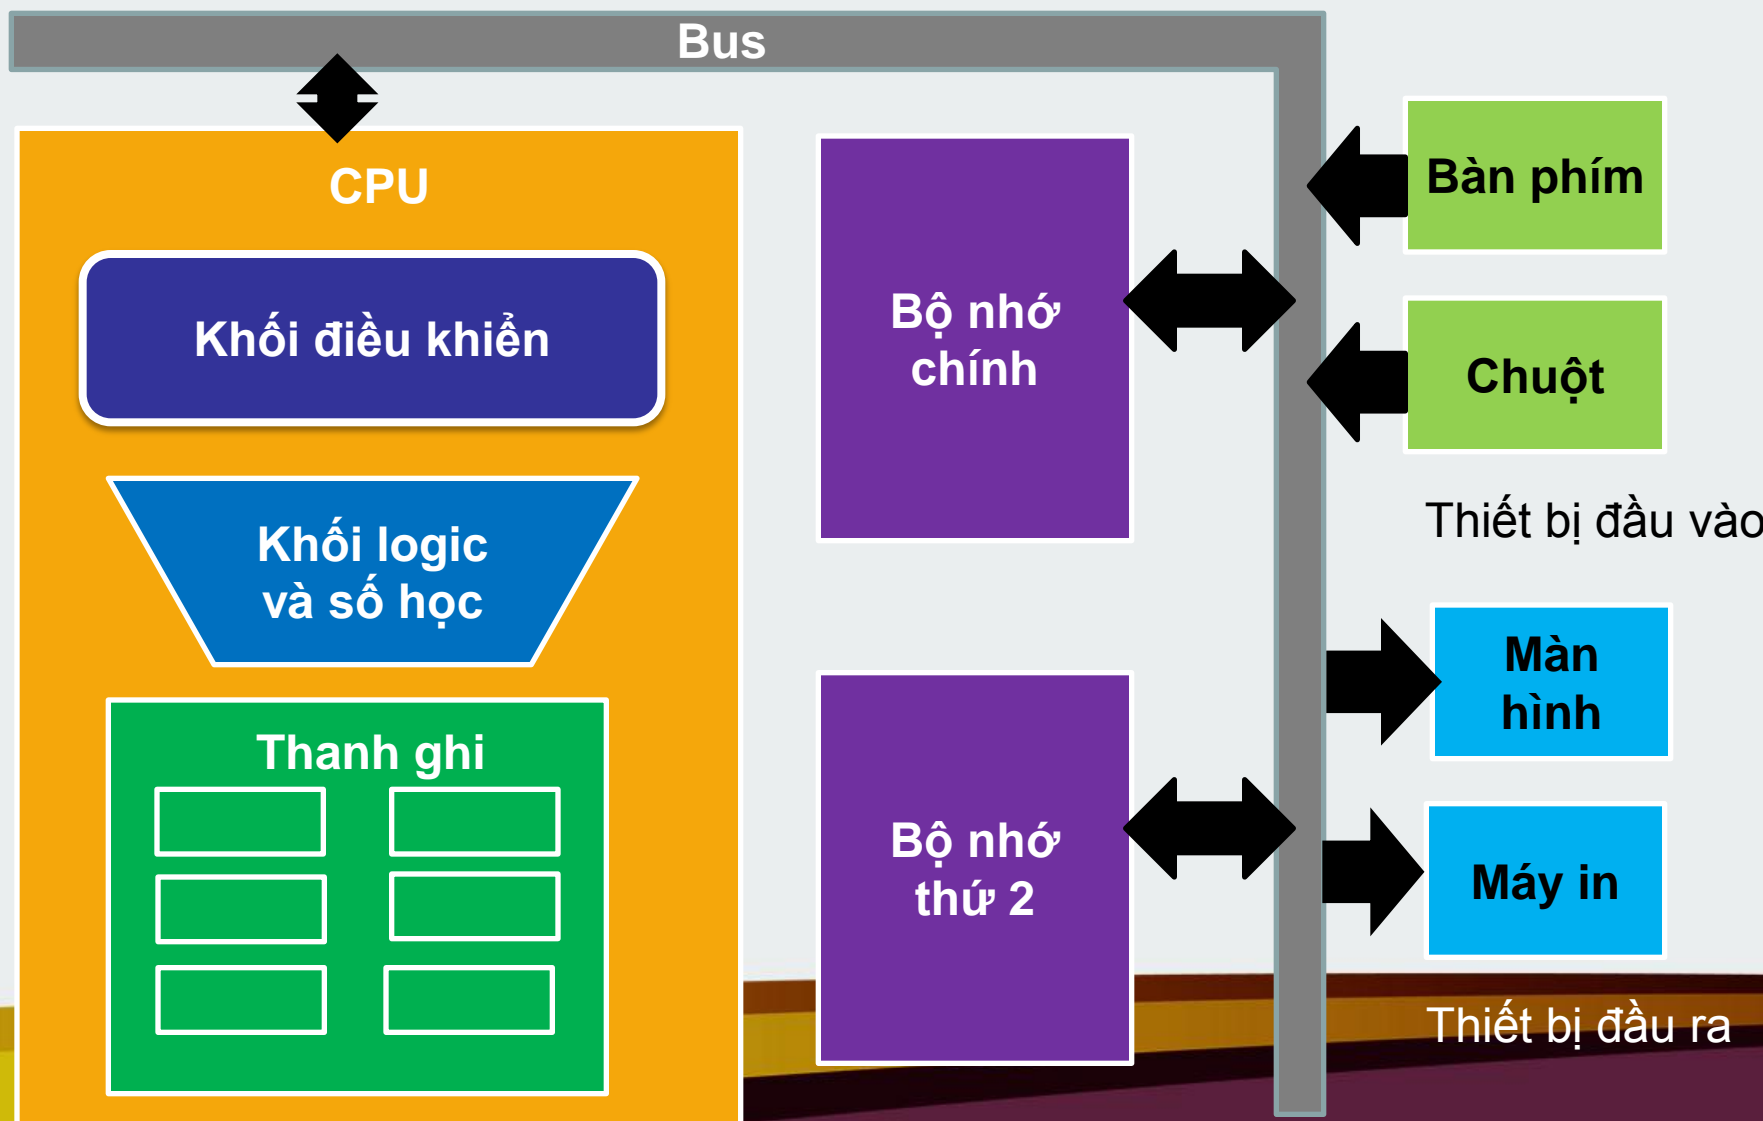 Bus
CPU
Khối điều khiển
Khối logic
và số học
Thanh ghi
Bộ nhớ
chính
Bộ nhớ
thứ 2
Bàn phím
Chuột
Thiết bị đầu vào
Màn
hình
Máy in
Thiết bị đầu ra